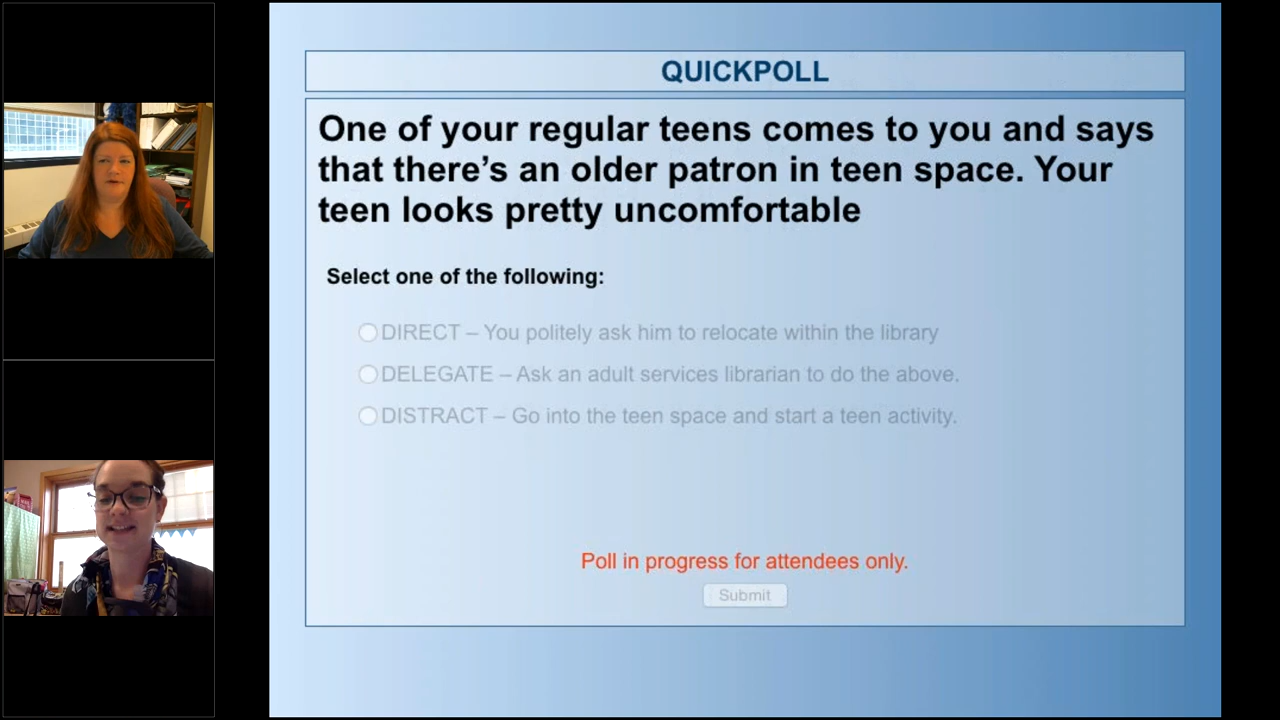 QUICKPOLL
One of your regular teens comes to you and says
that there's an older patron in teen space. Your
teen looks pretty uncomfortable
Select one of the following:
DIRECT – You politely ask him to relocate within the library
DELEGATE – Ask an adult services librarian to do the above.
DISTRACT – Go into the teen space and start a teen activity.
Poll in progress for attendees only.
Submit